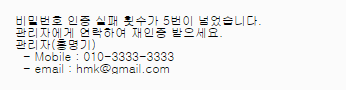 비밀번호 인증 실패 횟수가 5번이 넘었습니다.
관리자에게 연락하여 재인증 받으세요.
관리자(홍명기)
- Mobile : 010-3333-3333
- email : hmk@gmail.com